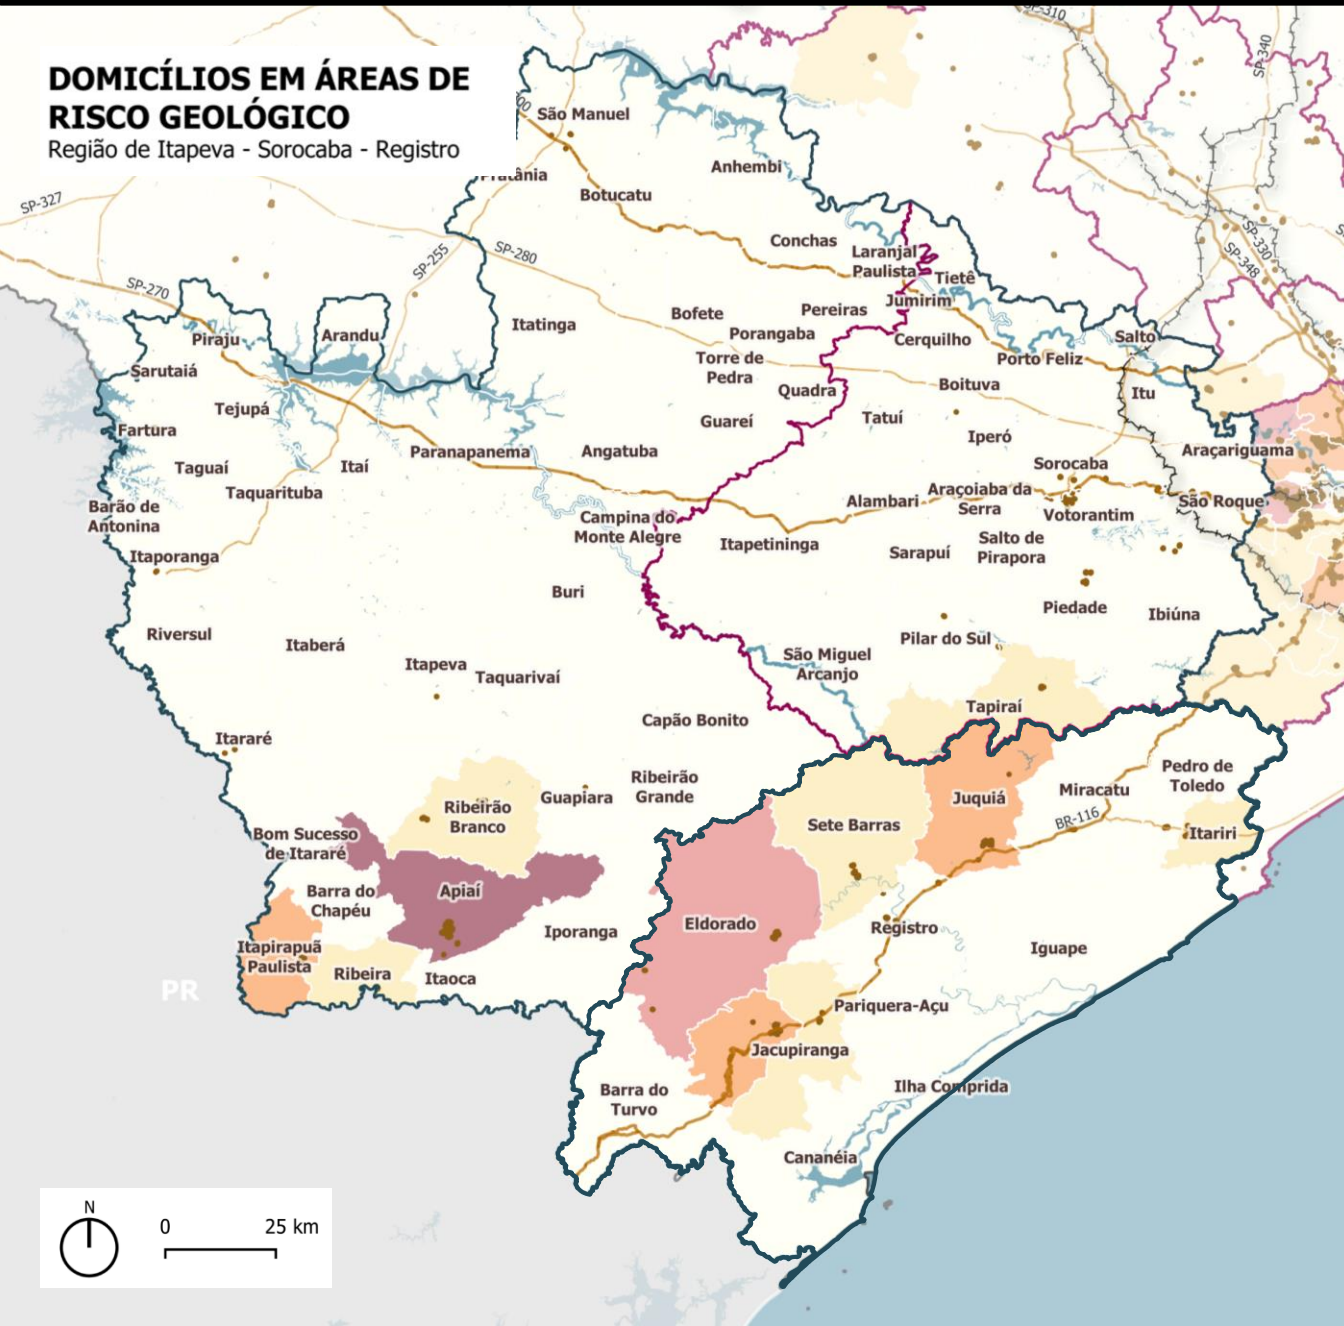 DOMICÍLIOS EM ÁREAS DE
RISCO GEOLÓGICO
Região de Itapeva - Sorocaba - Registro
SP-310
SP-340
São Manuel
Anhembi
Pratânia
Botucatu
SP-327
SP-255
SP-280
Conchas
Laranjal
Paulista
Tietê
SP-330
SP-348
SP-270
Jumirim
Itatinga
Bofete
Pereiras
Porangaba
Cerquilho
Salto
Piraju
Arandu
Sarutaiá
Torre de
Pedra
Porto Feliz
Quadra
Boituva
Itu
Tejupá
Guareí
Tatuí
Fartura
Iperó
Paranapanema
Angatuba
Araçariguama
Taguaí
Itaí
Sorocaba
Taquarituba
Alambari
Araçoiaba da
Serra
São Roque
Barão de
Antonina
Campina do
Monte Alegre
Votorantim
Itapetininga
Sarapuí
Salto de
Pirapora
Itaporanga
Buri
Piedade
Ibiúna
Riversul
Itaberá
Pilar do Sul
Itapeva
Taquarivaí
São Miguel
Arcanjo
Tapiraí
Capão Bonito
Itararé
Ribeirão
Grande
Pedro de
Toledo
Ribeirão
Branco
Guapiara
Juquiá
Miracatu
Sete Barras
BR-116
Itariri
Bom Sucesso
de Itararé
Barra do
Chapéu
Apiaí
Eldorado
Registro
Iporanga
Iguape
Itapirapuã
Paulista
Ribeira
Itaoca
PR
Pariquera-Açu
Jacupiranga
Barra do
Turvo
Ilha Comprida
Cananéia
N
0 25 km